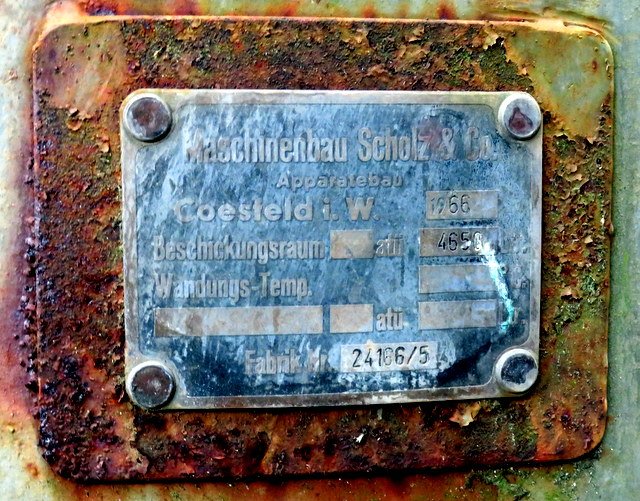 Maschinenbau Scholz & Co.
Apparatebau
Coesfeld i. W. 1966
Beschickungsraum atü 4650
Wandungs-Temp.
atü
Fabrik Nr. 24186/5